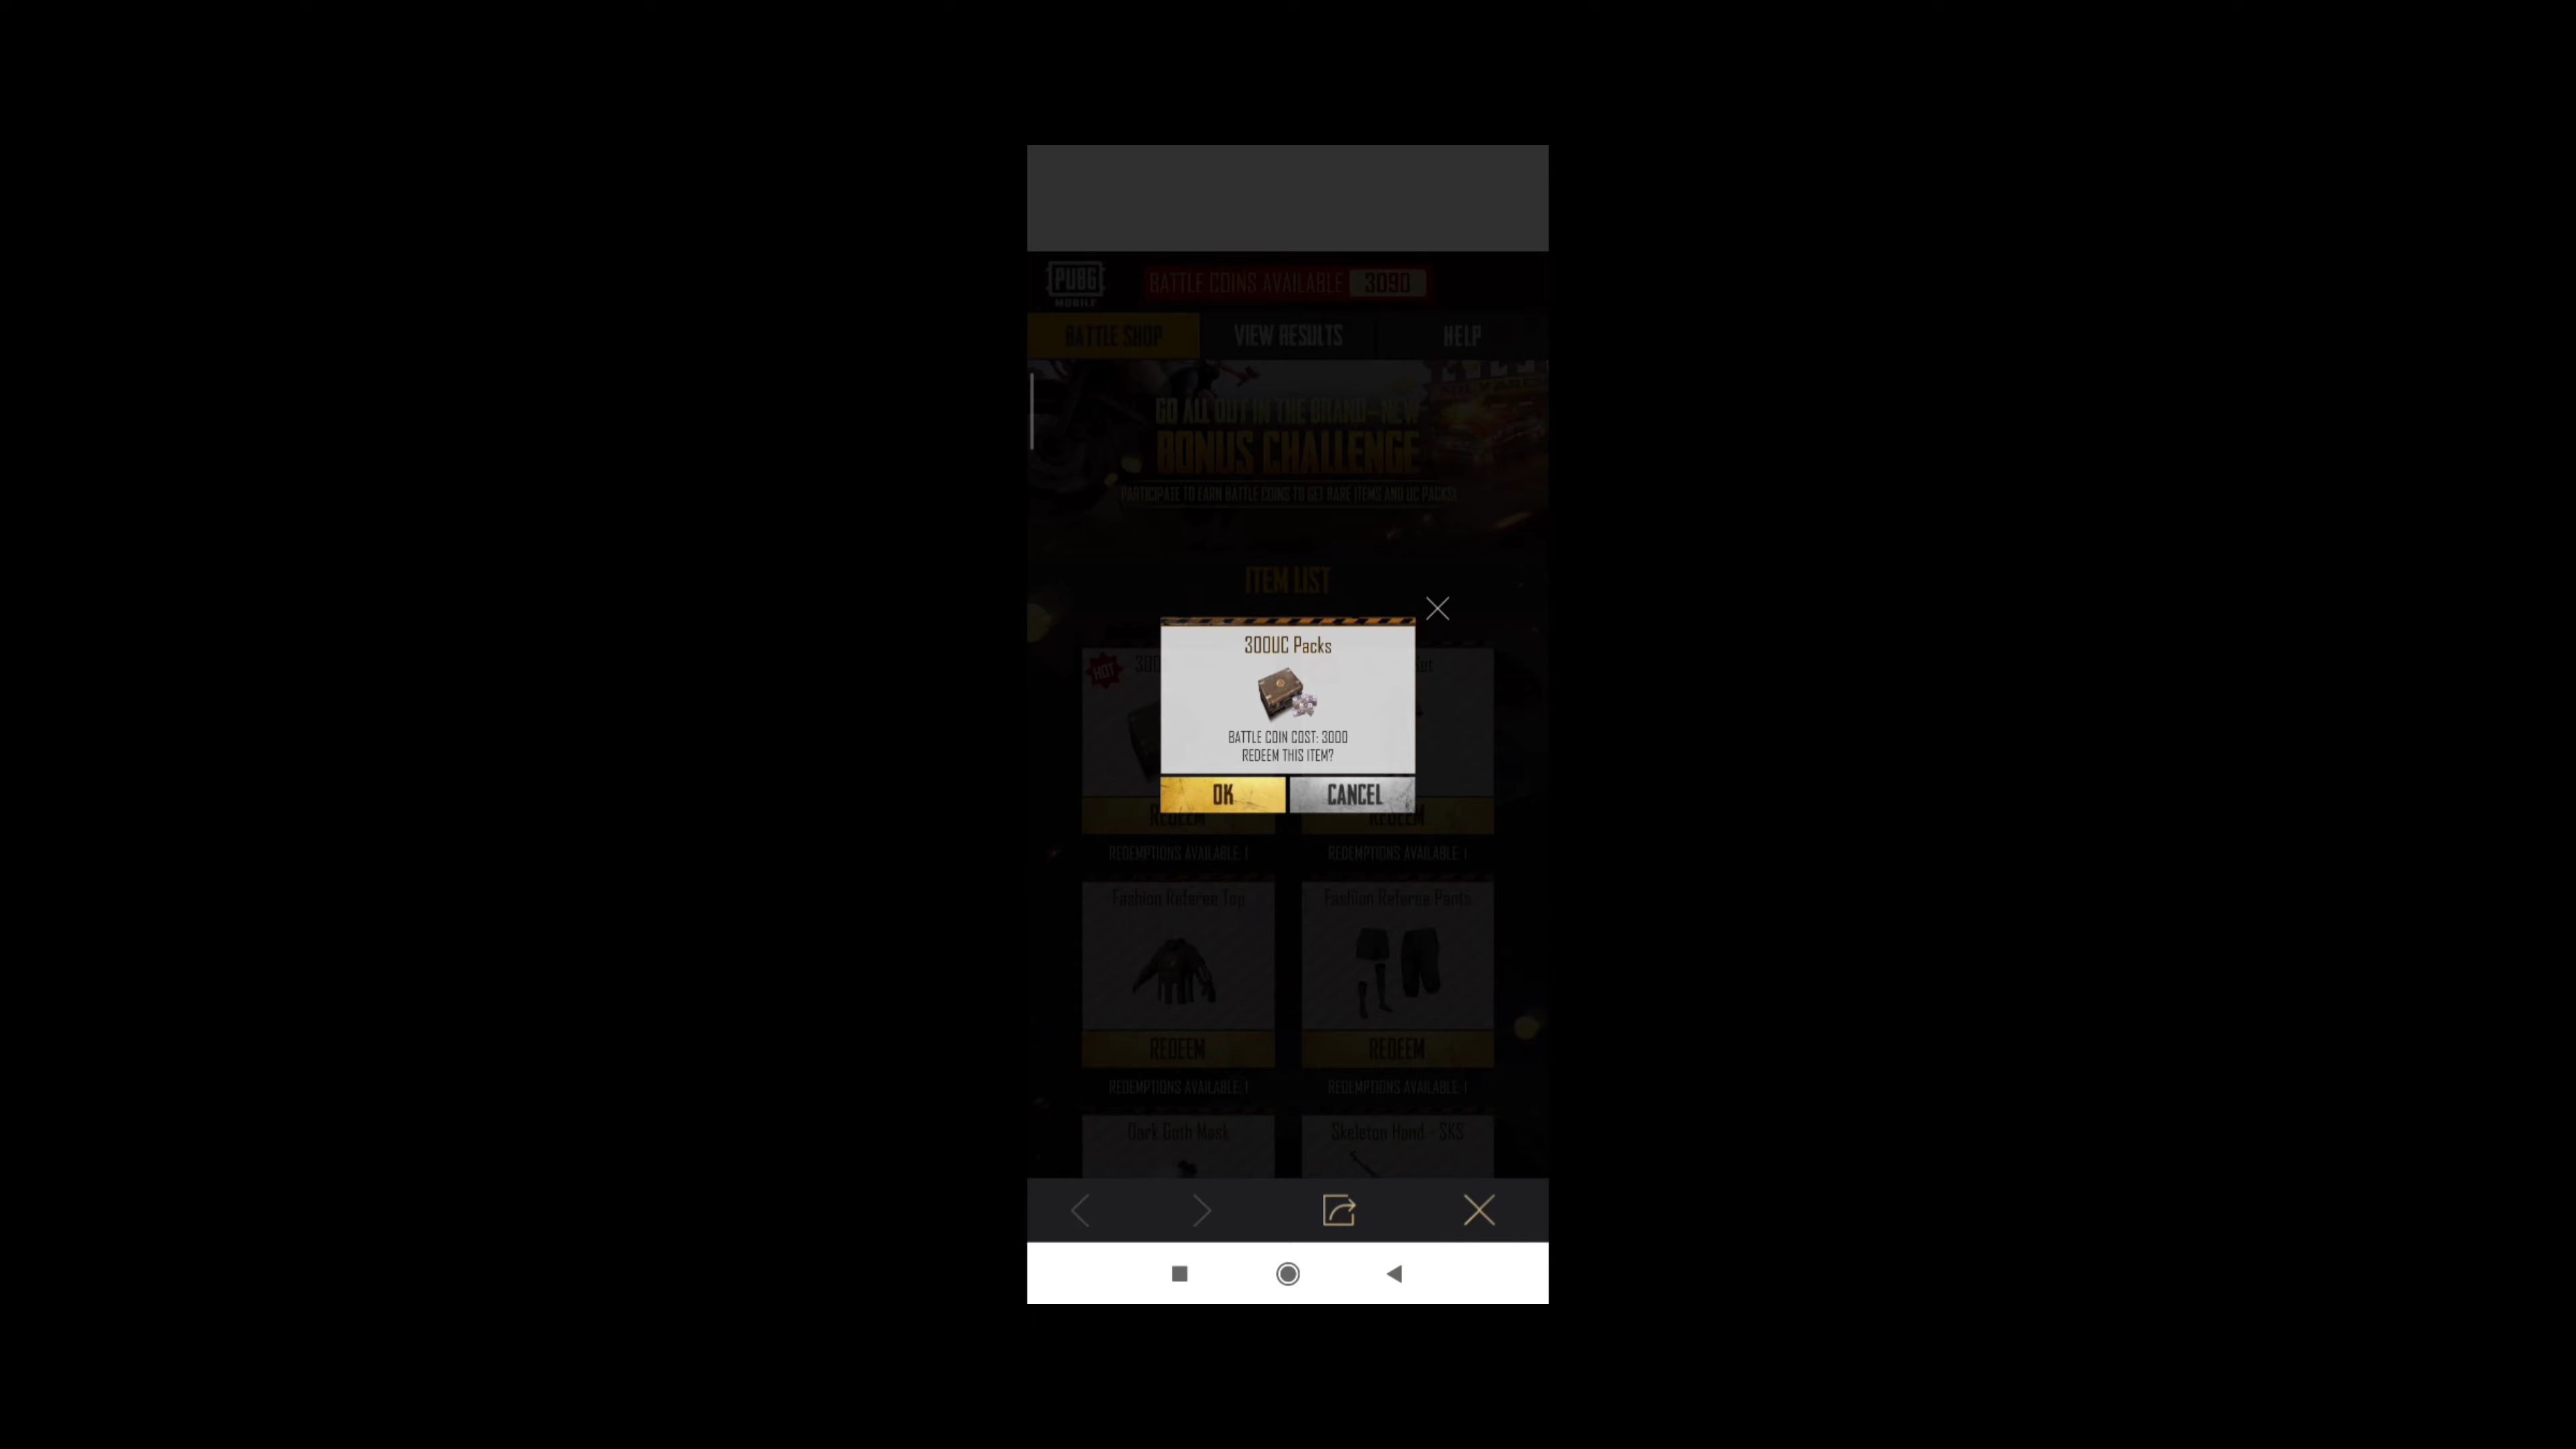 PUBG
MOBILE
BATTLE COINS AVAILABLE 3090
BATTLE SHOP VIEW RESULTS HELP
GO ALL OUT IN THE BRAND-NEW
BONUS CHALLENGE
PARTICIPATE TO EARN BATTLE COINS TO GET RARE ITEMS AND UC PACKS!
ITEM LIST
HOT
300UC Packs
BATTLE COIN COST: 3000
REDEEM THIS ITEM?
OK CANCEL
REDEEM REDEEM
REDEMPTIONS AVAILABLE: 1 REDEMPTIONS AVAILABLE: 1
Fashion Referee Top Fashion Referee Pants
REDEEM REDEEM
REDEMPTIONS AVAILABLE: 1 REDEMPTIONS AVAILABLE: 1
Dark Goth Mask Skeleton Hand - SKS